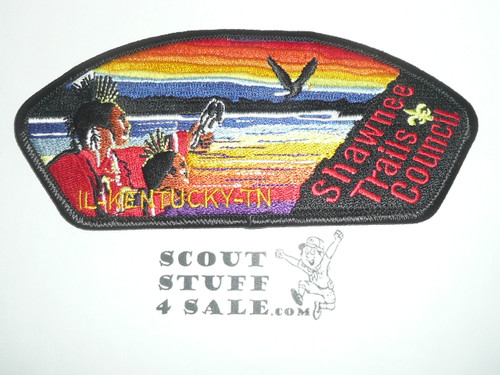 Shawnee
Trails
Council
IL-KENTUCKY-TN
SCOUT
STUFF
4 SALE.COM